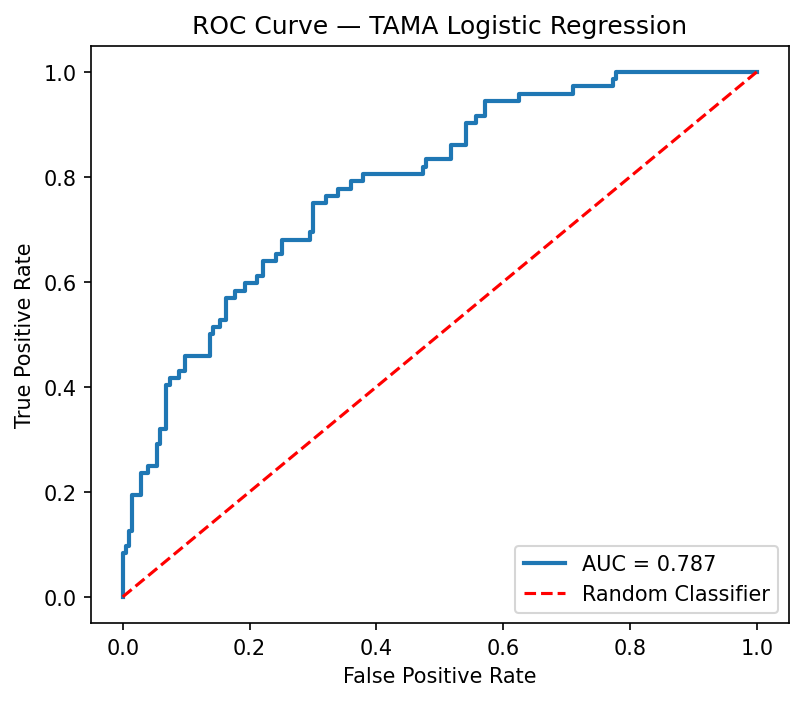 ROC Curve — TAMA Logistic Regression
True Positive Rate
1.0
0.8
0.6
0.4
0.2
0.0
AUC = 0.787
Random Classifier
0.0 0.2 0.4 0.6 0.8 1.0
False Positive Rate